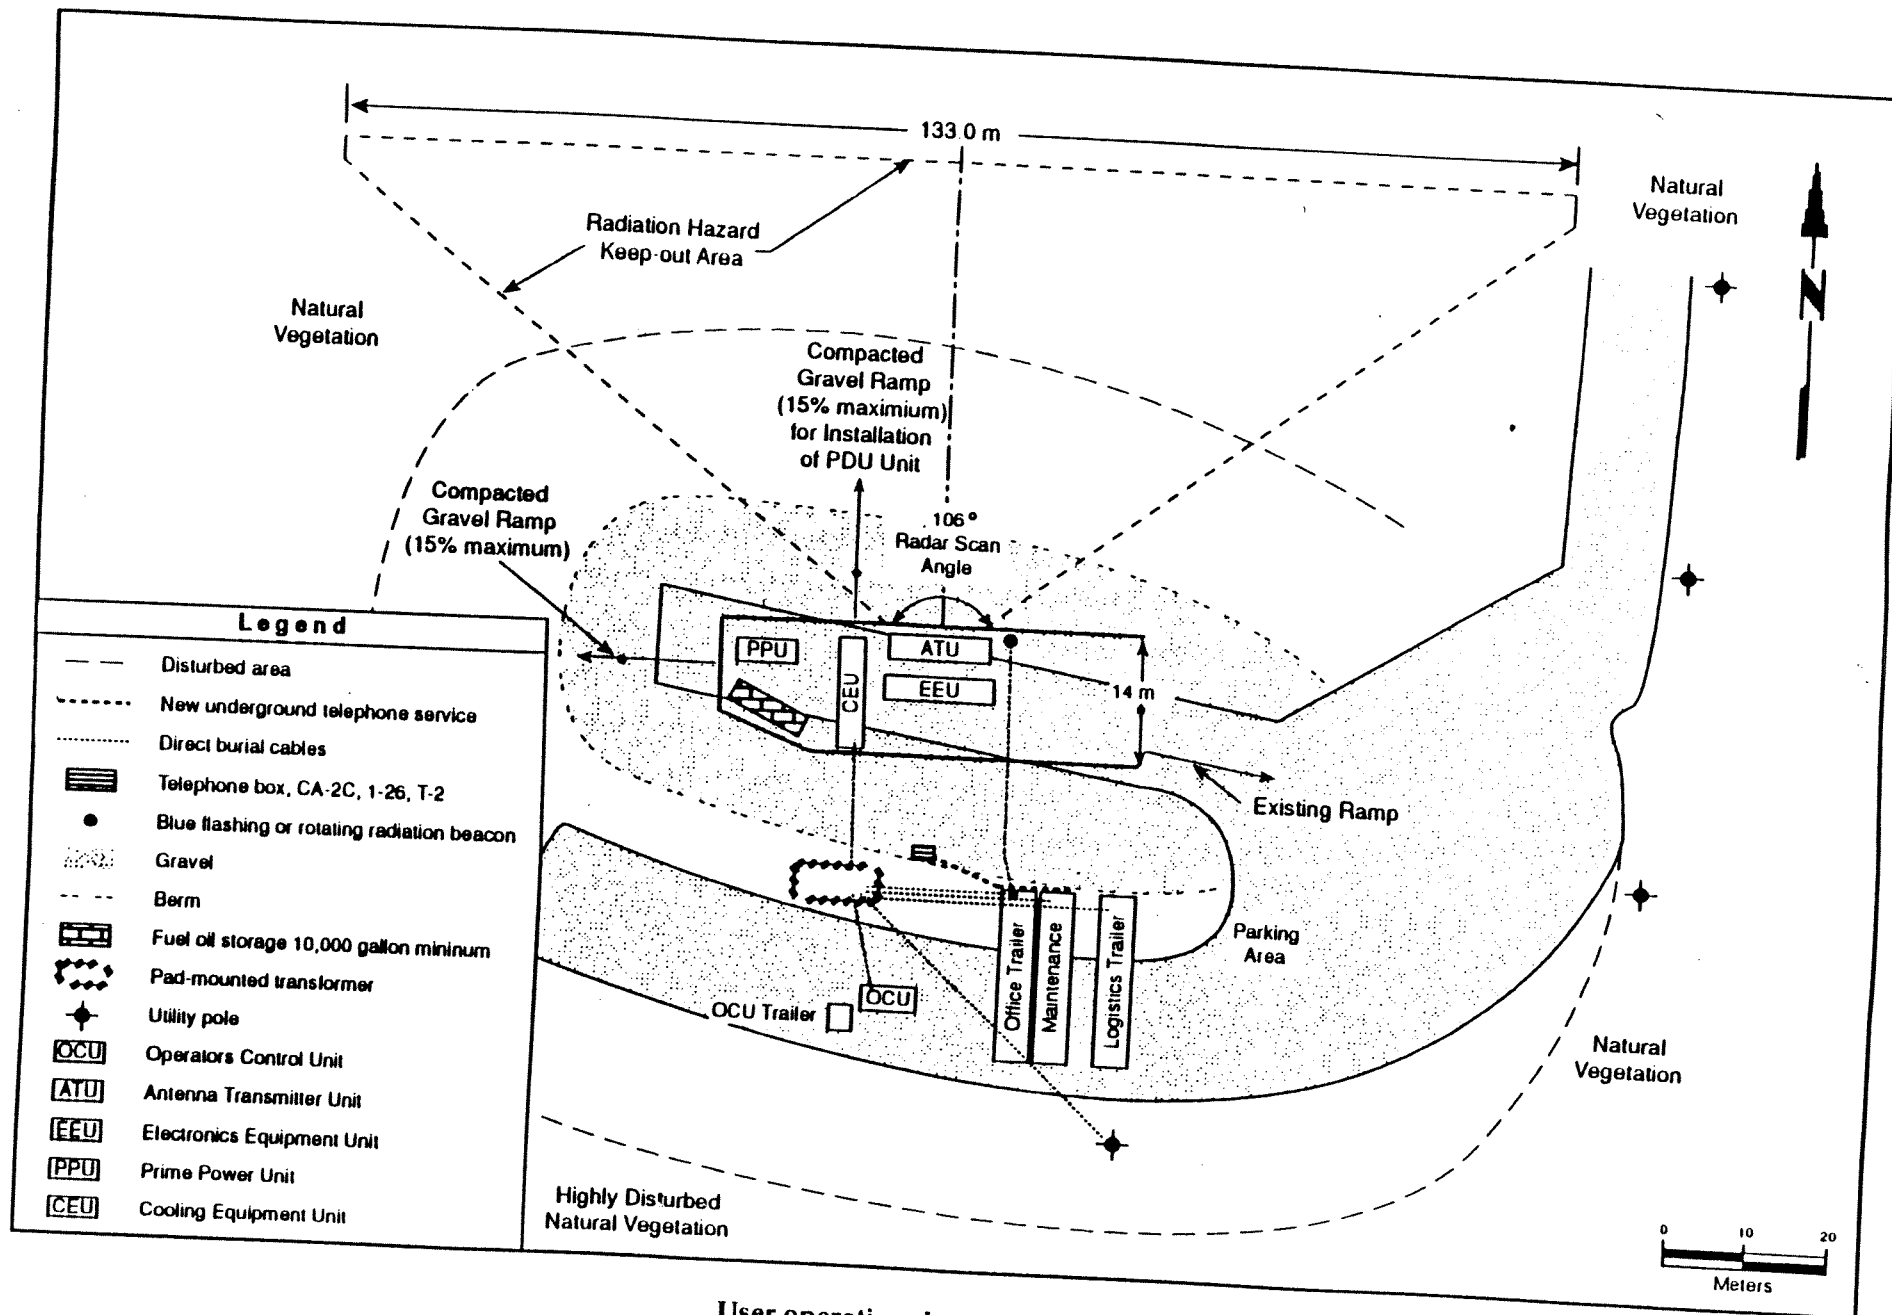 133.0 m
Radiation Hazard
Keep-out Area
Natural
Vegetation
N
Natural
Vegetation
Compacted
Gravel Ramp
(15% maximium)
for Installation
of PDU Unit
Compacted
Gravel Ramp
(15% maximum)
106°
Radar Scan
Angle
PPU
CEU
ATU
EEU
14 m
Existing Ramp
Parking
Area
Office Trailer
Maintenance
Logistics Trailer
OCU Trailer
OCU
Natural
Vegetation
Highly Disturbed
Natural Vegetation
0 10 20
Meters
Legend
Disturbed area
New underground telephone service
Direct burial cables
Telephone box, CA-2C, 1-26, T-2
Blue flashing or rotating radiation beacon
Gravel
Berm
Fuel oil storage 10,000 gallon mininum
Pad-mounted transformer
Utility pole
OCU Operators Control Unit
ATU Antenna Transmitter Unit
EEU Electronics Equipment Unit
PPU Prime Power Unit
CEU Cooling Equipment Unit
User